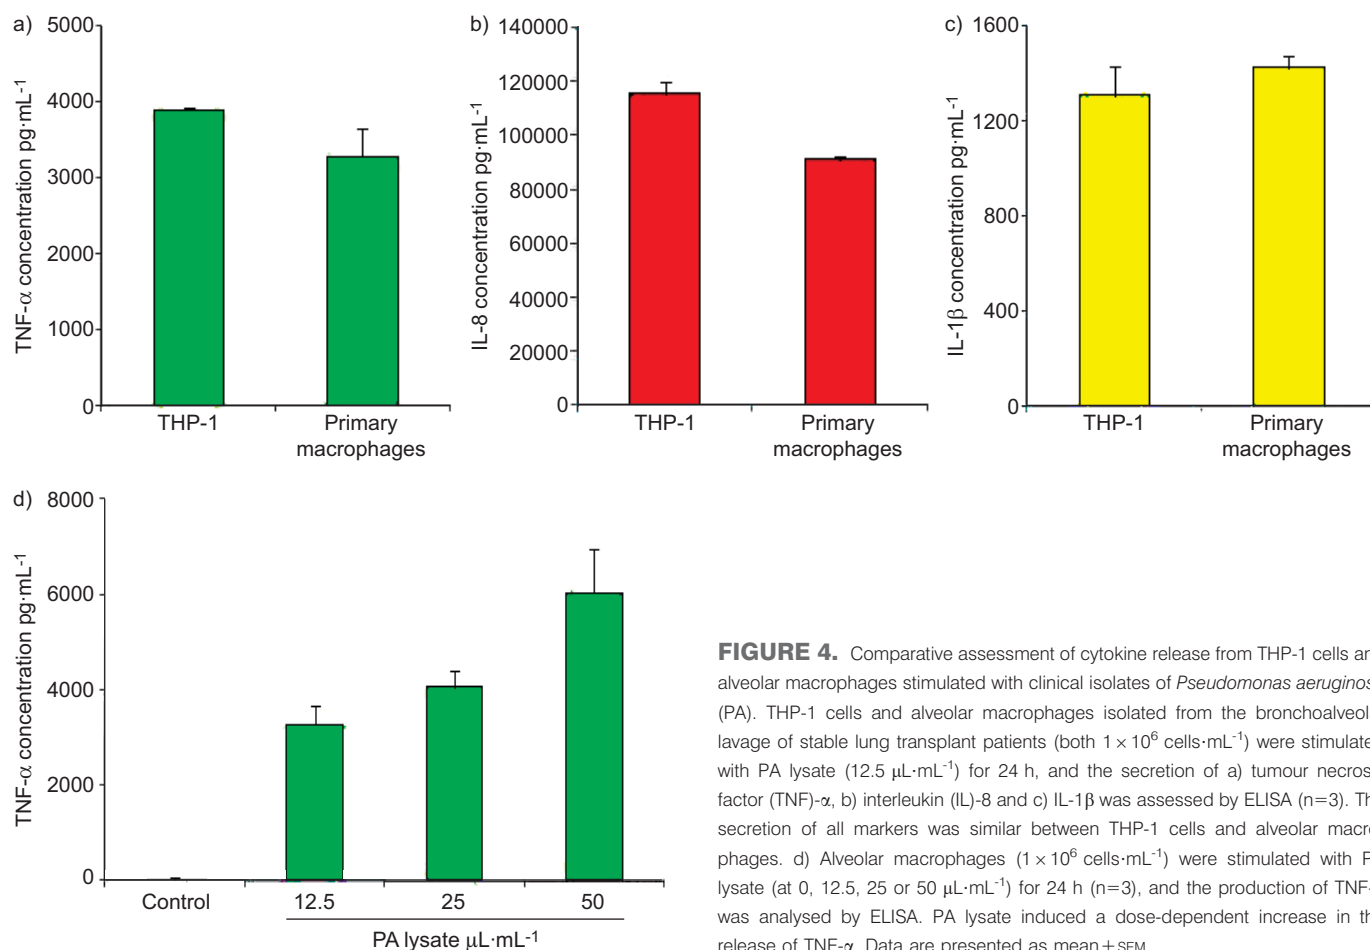 a)
5000
4000
3000
2000
1000
0
TNF-α concentration pg·mL-1
THP-1
Primary
macrophages
b)
140000
120000
100000
80000
60000
40000
20000
0
IL-8 concentration pg·mL-1
THP-1
Primary
macrophages
c)
1600
1200
800
400
0
IL-1β concentration pg·mL-1
THP-1
Primary
macrophages
d)
8000
6000
4000
2000
0
TNF-α concentration pg·mL-1
Control
12.5
25
50
PA lysate μL·mL-1
FIGURE 4. Comparative assessment of cytokine release from THP-1 cells an
alveolar macrophages stimulated with clinical isolates of Pseudomonas aeruginos
(PA). THP-1 cells and alveolar macrophages isolated from the bronchoalveol
lavage of stable lung transplant patients (both 1 × 10⁶ cells·mL-1) were stimulate
with PA lysate (12.5 μL·mL-1) for 24 h, and the secretion of a) tumour necros
factor (TNF)-α, b) interleukin (IL)-8 and c) IL-1β was assessed by ELISA (n=3). Th
secretion of all markers was similar between THP-1 cells and alveolar macro
phages. d) Alveolar macrophages (1 × 10⁶ cells·mL-1) were stimulated with P
lysate (at 0, 12.5, 25 or 50 μL·mL-1) for 24 h (n=3), and the production of TNF-
was analysed by ELISA. PA lysate induced a dose-dependent increase in th
release of TNF-α. Data are presented as mean+SEM